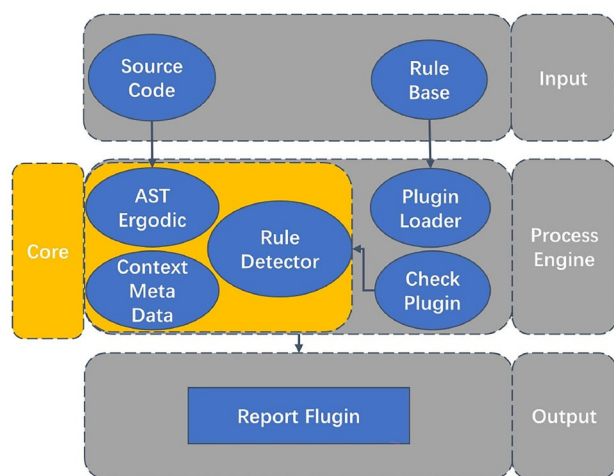 Source
Code
Rule
Base
Input
Core
AST
Ergodic
Context
Meta
Data
Rule
Detector
Plugin
Loader
Check
Plugin
Process
Engine
Report Flugin
Output